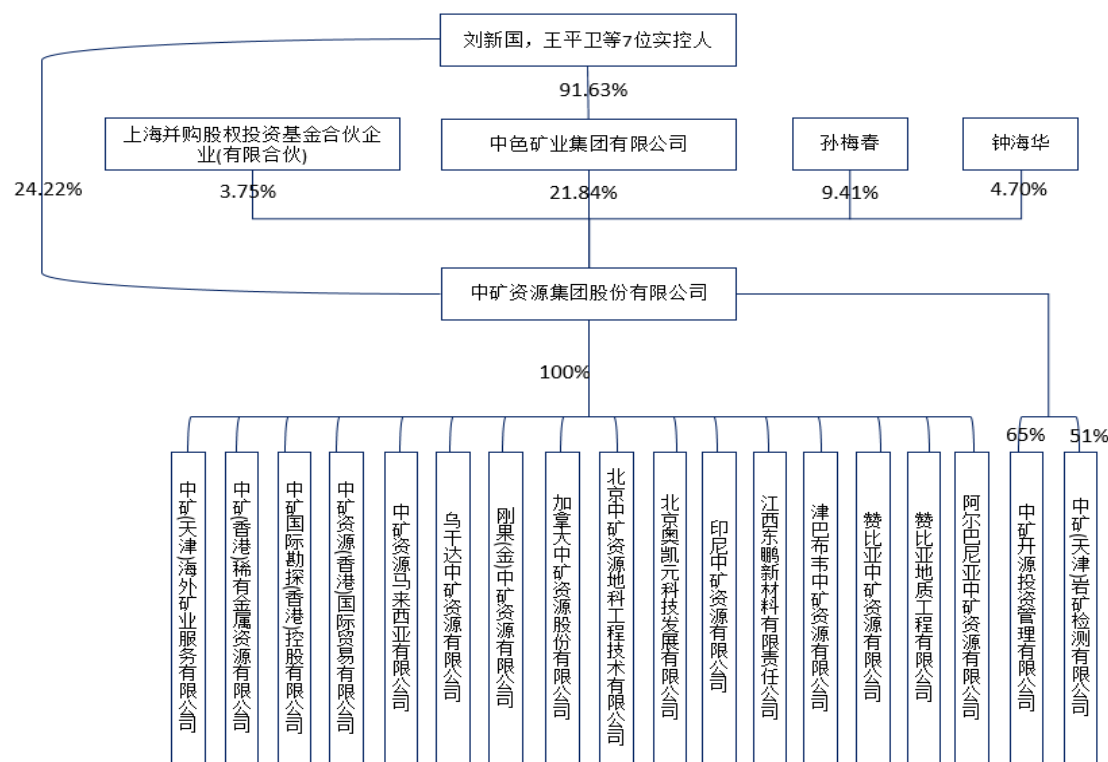 刘新国，王平卫等7位实控人
91.63%
上海并购股权投资基金合伙企
业(有限合伙)
中色矿业集团有限公司
孙梅春
钟海华
24.22%
3.75%
21.84%
9.41%
4.70%
中矿资源集团股份有限公司
100%
65%
51%
中矿(天津)海外矿业服务有限公司
中矿(香港)稀有金属资源有限公司
中矿国际勘探(香港)控股有限公司
中矿资源(香港)国际贸易有限公司
中矿资源马来西亚有限公司
乌干达中矿资源有限公司
刚果(金)中矿资源有限公司
加拿大中矿资源股份有限公司
北京中矿资源地科工程技术有限公司
北京奥凯元科技发展有限公司
印尼中矿资源有限公司
江西东鹏新材料有限责任公司
津巴布韦中矿资源有限公司
赞比亚中矿资源有限公司
赞比亚地质工程有限公司
阿尔巴尼亚中矿资源有限公司
中矿开源投资管理有限公司
中矿(天津)岩矿检测有限公司